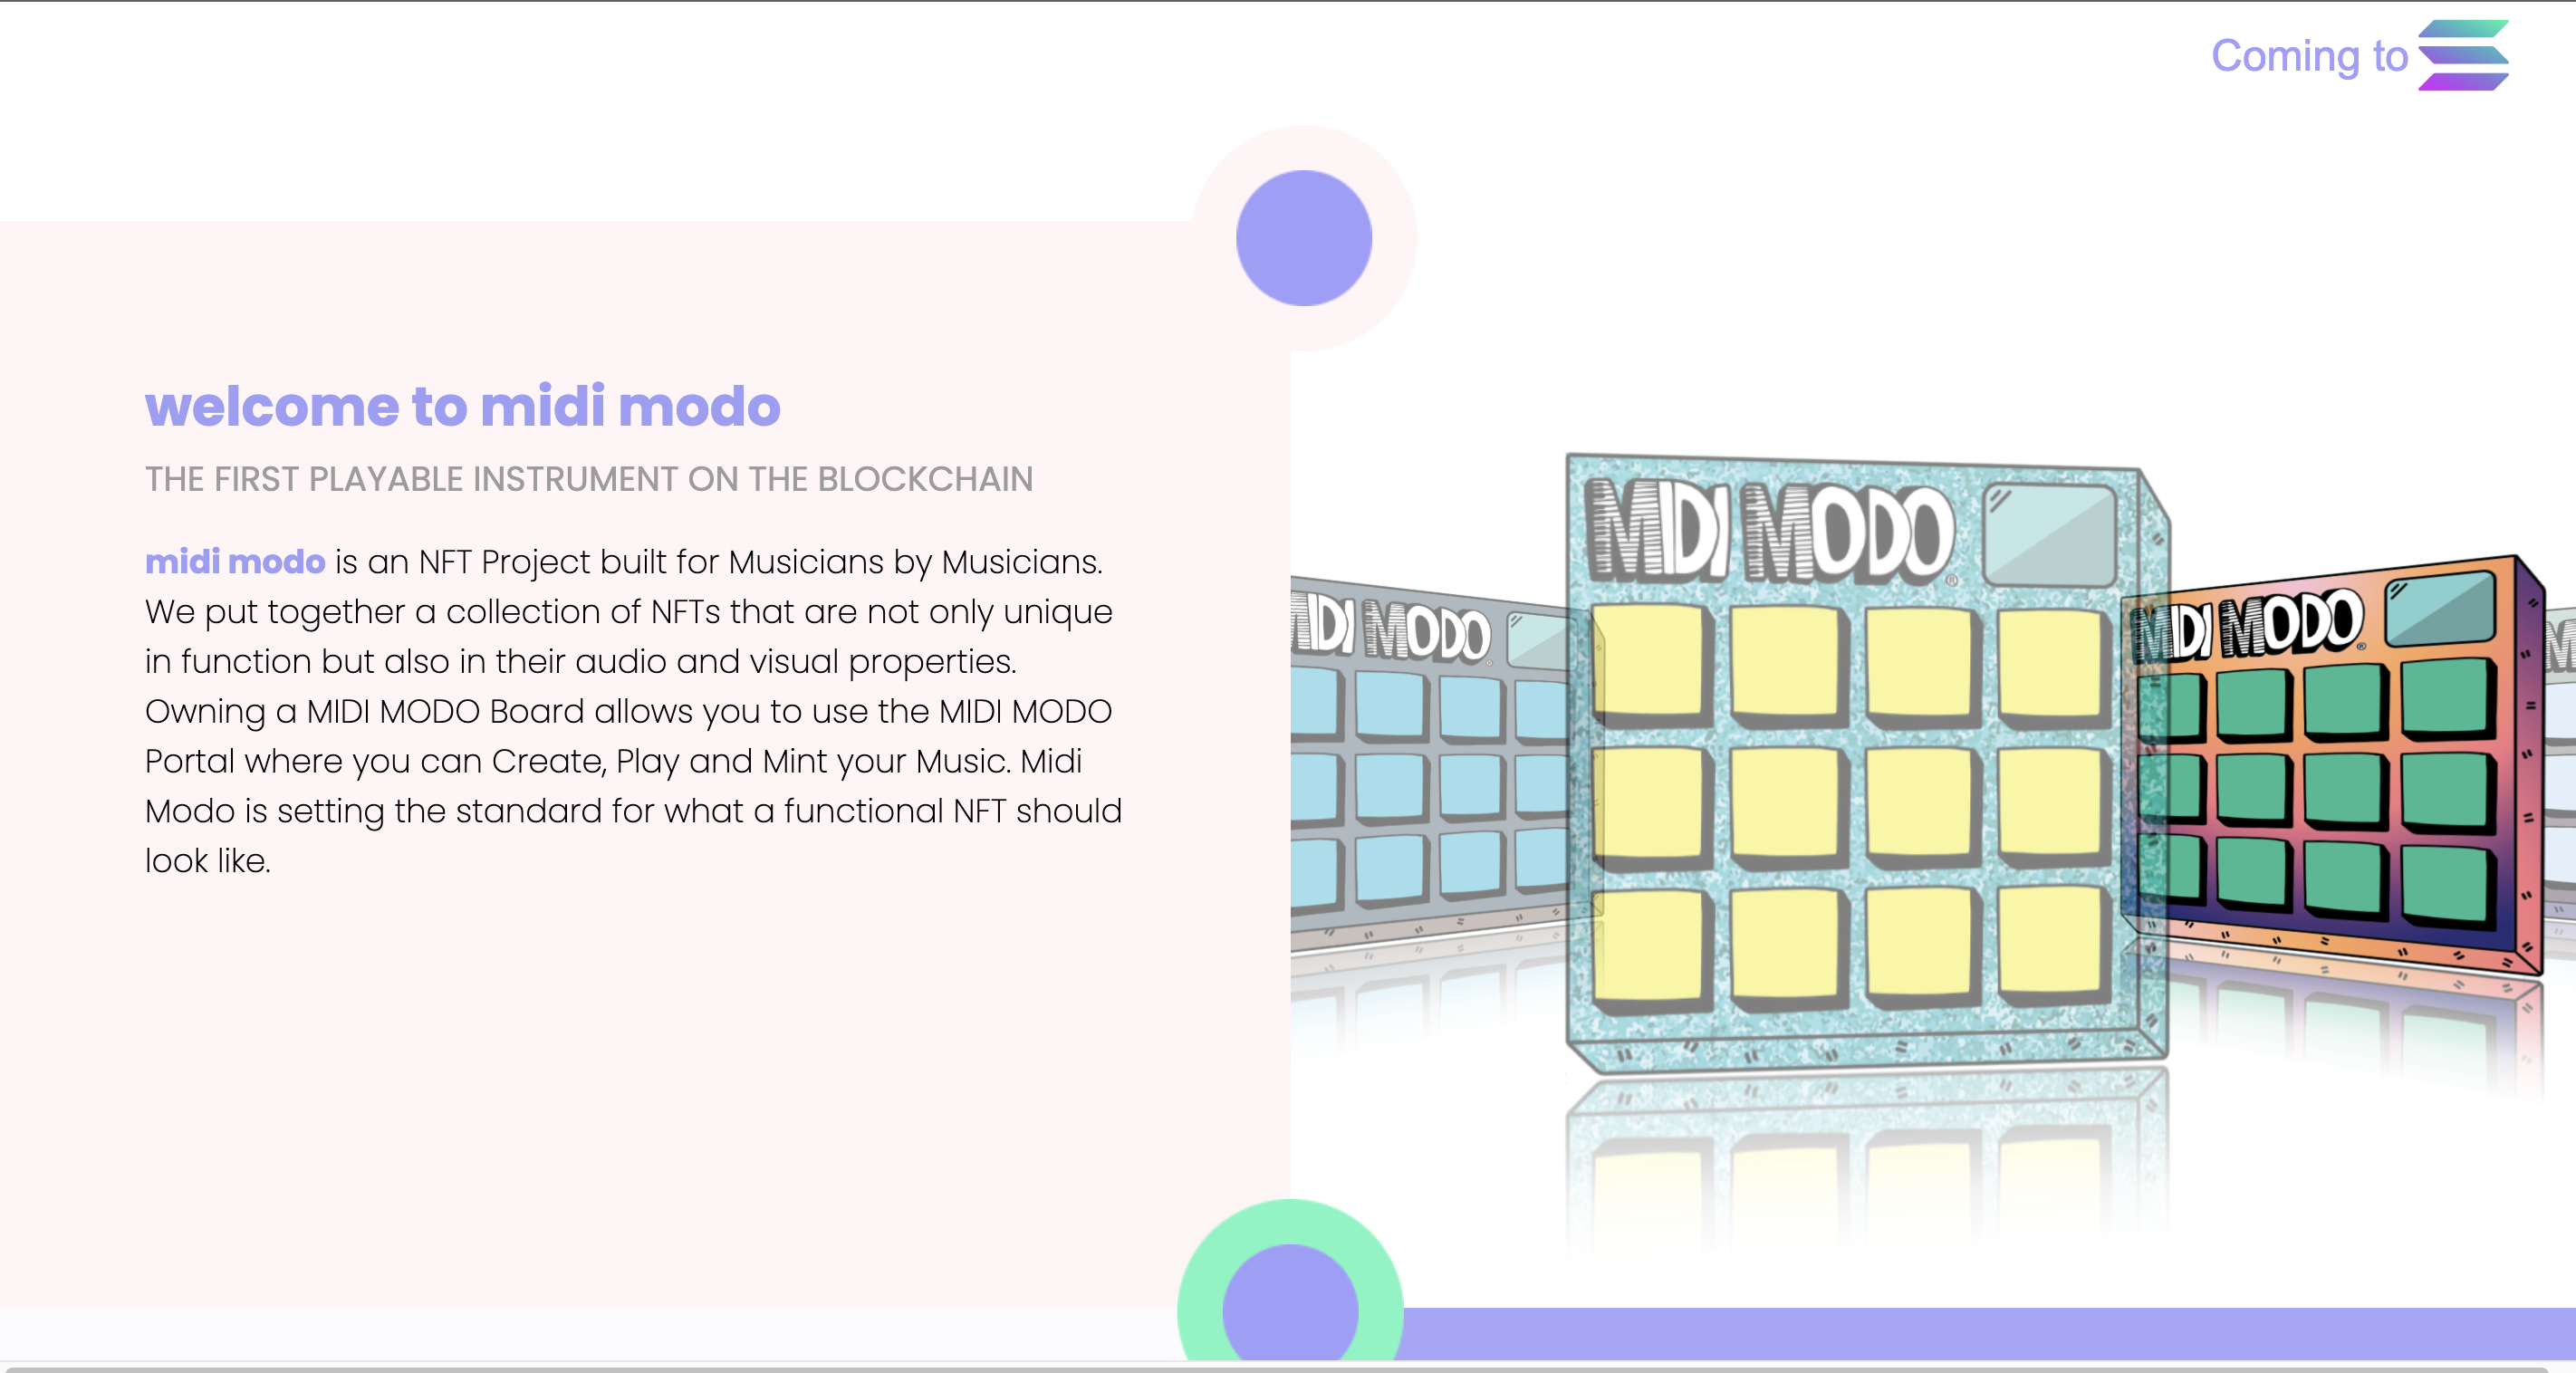 Coming to
welcome to midi modo
THE FIRST PLAYABLE INSTRUMENT ON THE BLOCKCHAIN
midi modo is an NFT Project built for Musicians by Musicians.
We put together a collection of NFTs that are not only unique
in function but also in their audio and visual properties.
Owning a MIDI MODO Board allows you to use the MIDI MODO
Portal where you can Create, Play and Mint your Music. Midi
Modo is setting the standard for what a functional NFT should
look like.
MIDI MODO®
MIDI MODO®
MIDI MODO®